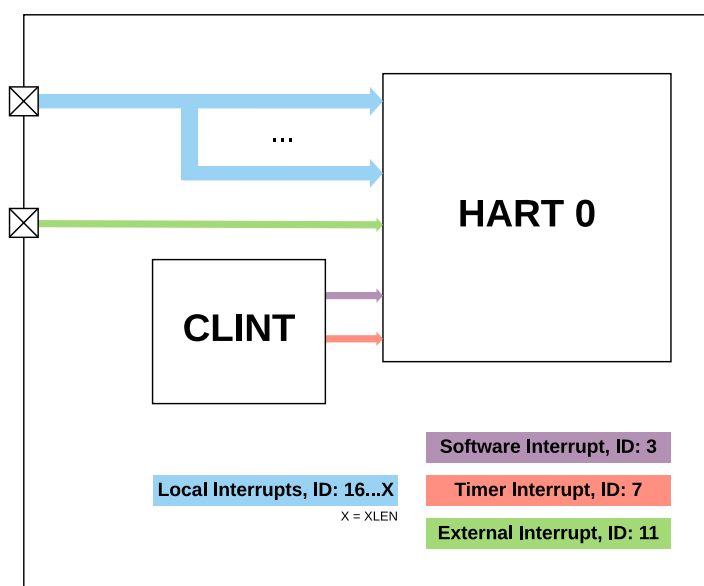 ...
HART 0
CLINT
Software Interrupt, ID: 3
Local Interrupts, ID: 16...X
Timer Interrupt, ID: 7
X = XLEN
External Interrupt, ID: 11